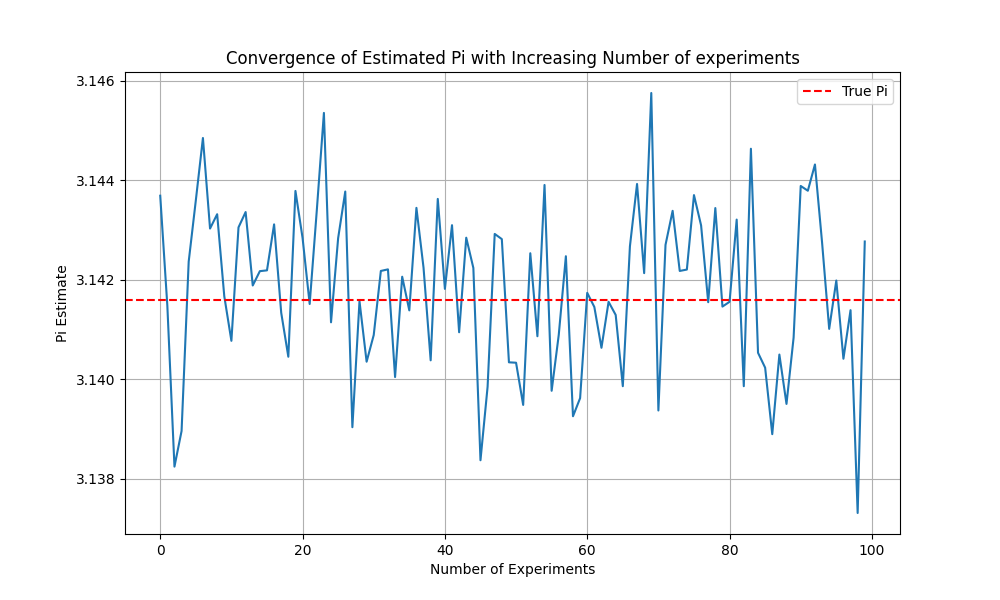 Convergence of Estimated Pi with Increasing Number of experiments
True Pi
Pi Estimate
3.146
3.144
3.142
3.140
3.138
0 20 40 60 80 100
Number of Experiments